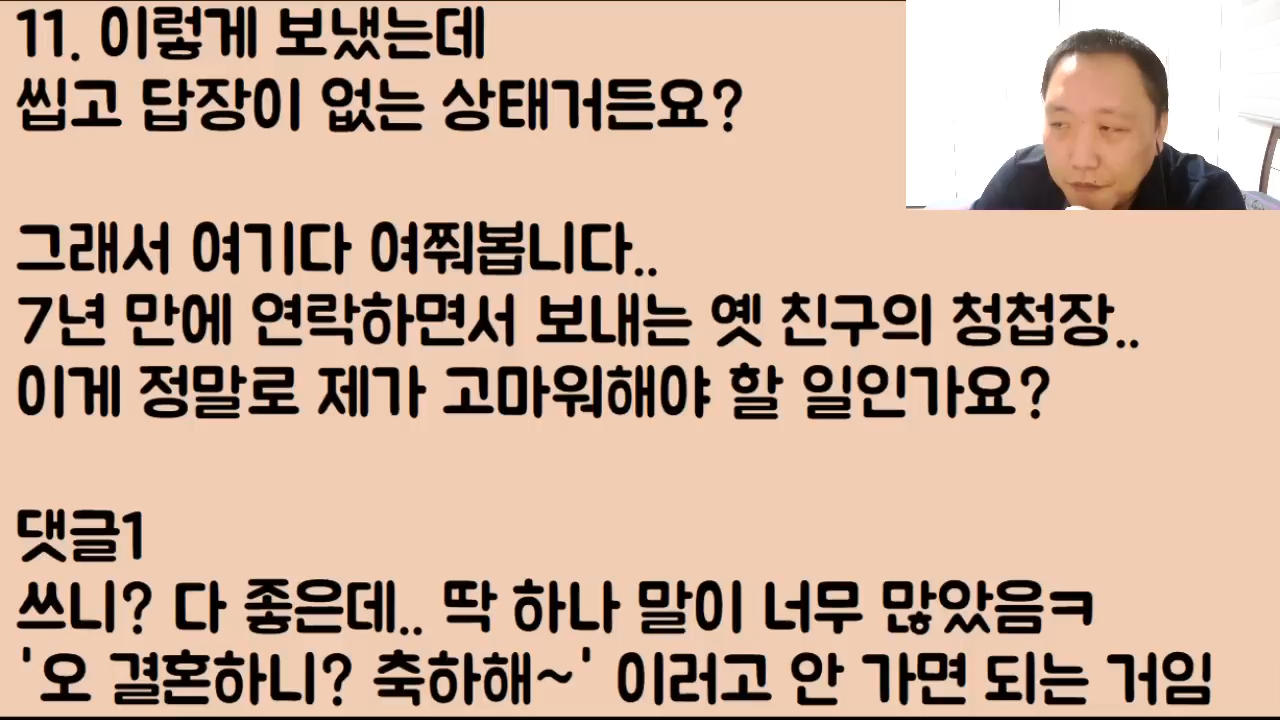 11. 이렇게 보냈는데
씹고 답장이 없는 상태거든요?
그래서 여기다 여쭤봅니다..
7년 만에 연락하면서 보내는 옛 친구의 청첩장..
이게 정말로 제가 고마워해야 할 일인가요?
댓글1
쓰니? 다 좋은데.. 딱 하나 말이 너무 많았음ㅋ
'오 결혼하니? 축하해~' 이러고 안 가면 되는 거임